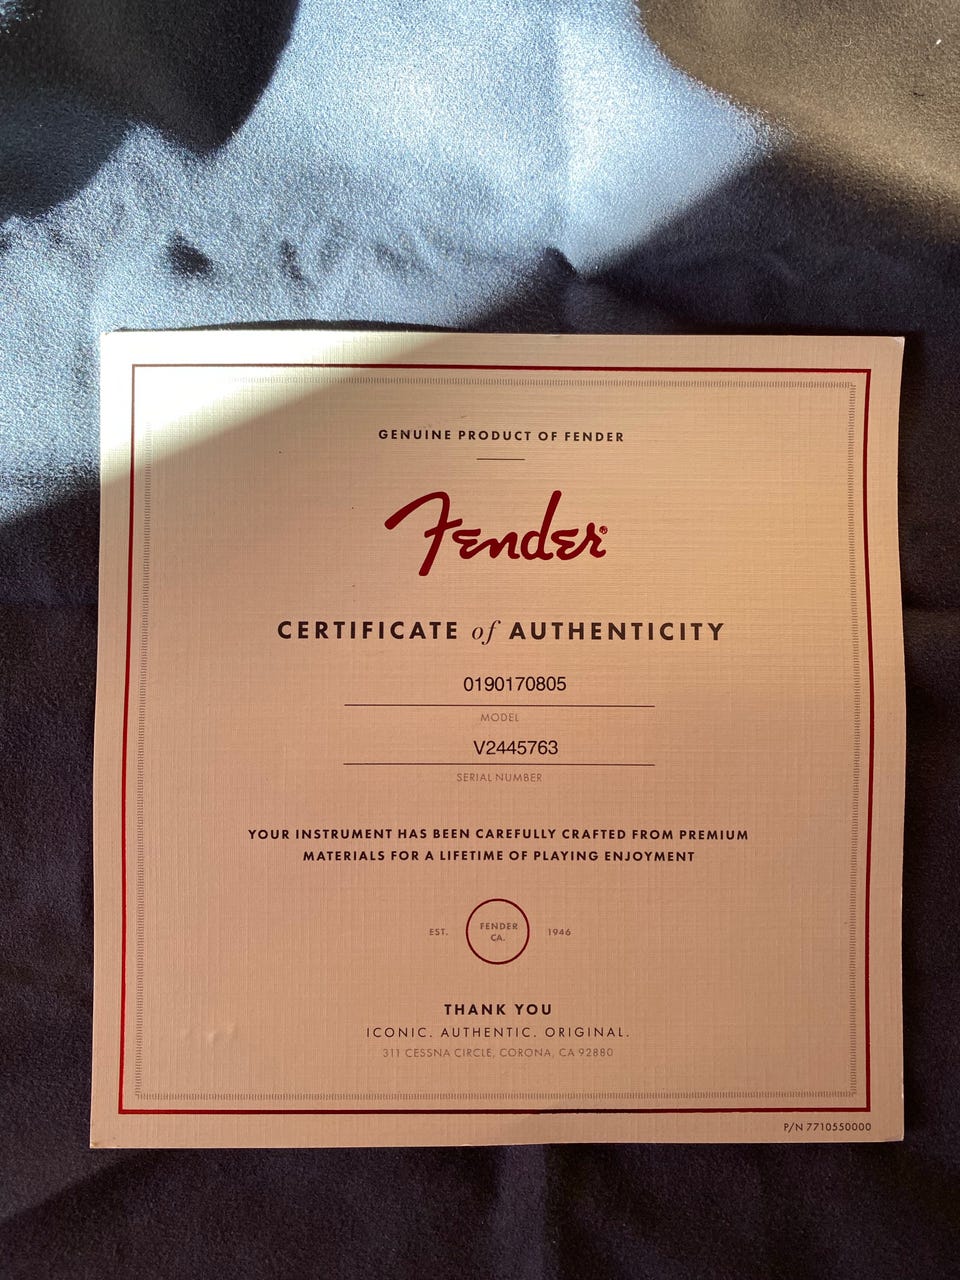 GENUINE PRODUCT OF FENDER
Fender®
CERTIFICATE of AUTHENTICITY
0190170805
MODEL
V2445763
SERIAL NUMBER
YOUR INSTRUMENT HAS BEEN CAREFULLY CRAFTED FROM PREMIUM
MATERIALS FOR A LIFETIME OF PLAYING ENJOYMENT
EST. FENDER CA. 1946
THANK YOU
ICONIC. AUTHENTIC. ORIGINAL.
311 CESSNA CIRCLE, CORONA, CA 92880
P/N 7710550000